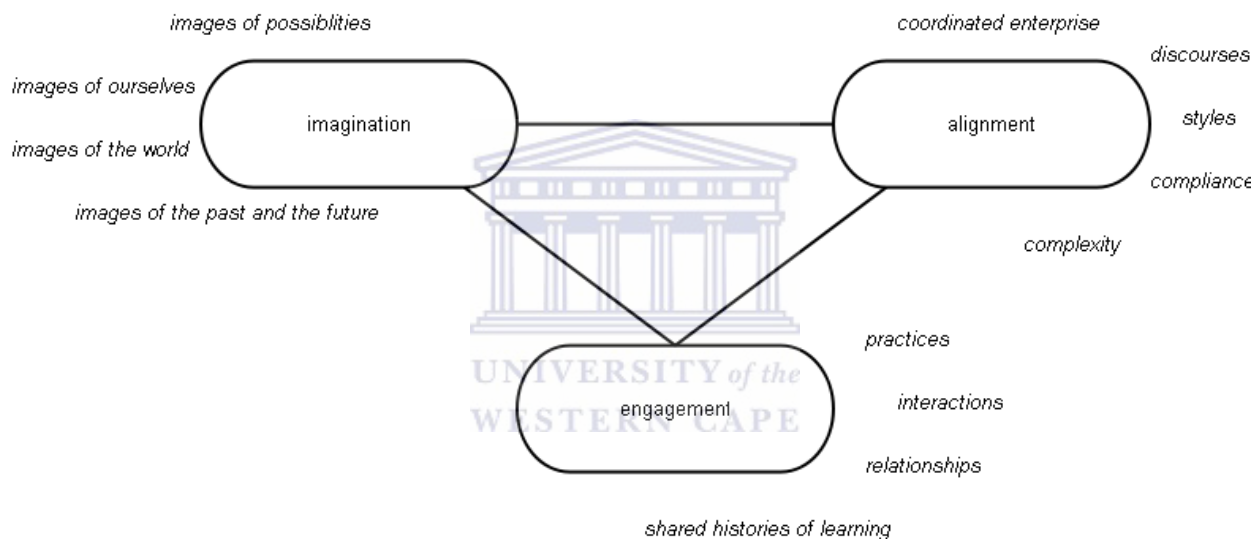 images of possiblities
coordinated enterprise
discourses
images of ourselves
imagination
alignment
styles
images of the world
compliance
images of the past and the future
complexity
practices
UNIVERSITY of the
engagement
interactions
WESTERN CAPE
relationships
shared histories of learning